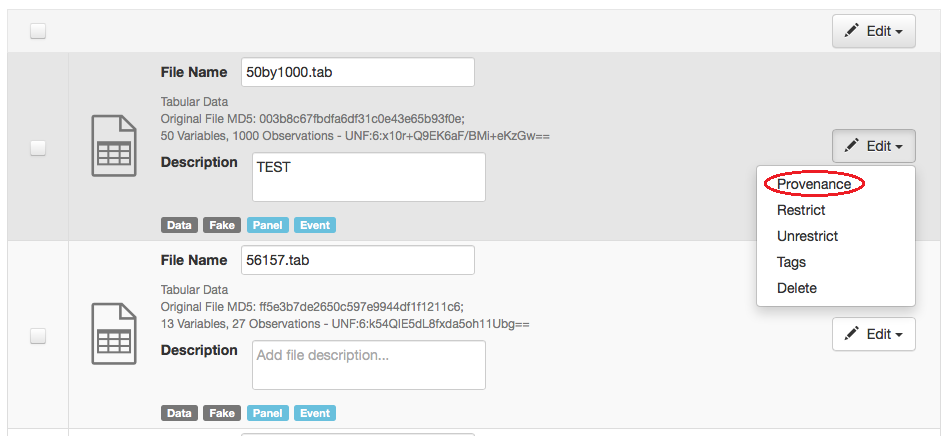 Edit
File Name 50by1000.tab
Tabular Data
Original File MD5: 003b8c67fbdfa6df31c0e43e65b93f0e;
50 Variables, 1000 Observations - UNF:6:x10r+Q9EK6aF/BMi+eKzGw==
Edit
Description TEST
Provenance
Restrict
Unrestrict
Tags
Delete
Data Fake Panel Event
File Name 56157.tab
Tabular Data
Original File MD5: ff5e3b7de2650c597e9944df1f1211c6;
13 Variables, 27 Observations - UNF:6:k54QIE5dL8fxda5oh11Ubg==
Edit
Description Add file description...
Data Fake Panel Event